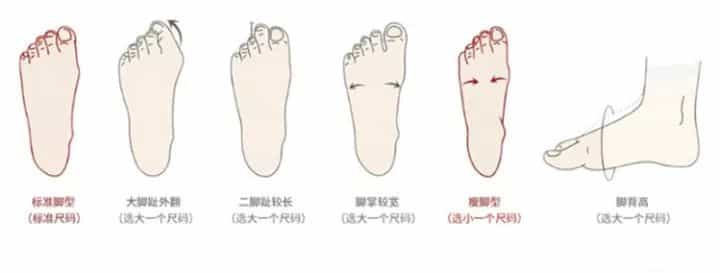 标准脚型
(标准尺码)
大脚趾外翻
(选大一个尺码)
二脚趾较长
(选大一个尺码)
脚掌较宽
(选大一个尺码)
瘦脚型
(选小一个尺码)
脚背高
(选大一个尺码)